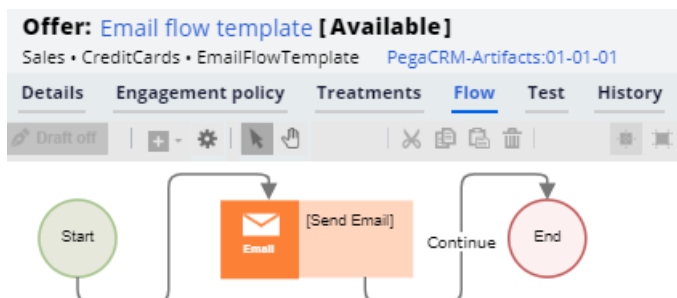 Offer: Email flow template [Available]
Sales • CreditCards • EmailFlowTemplate PegaCRM-Artifacts:01-01-01
Details Engagement policy Treatments Flow Test History
Draft off
Start
Email
[Send Email]
Continue
End